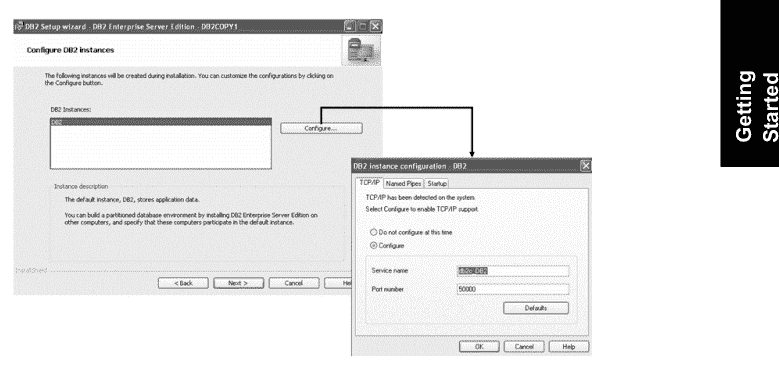 DB2 Setup wizard - DB2 Enterprise Server Edition - DB2COPY1
Configure DB2 instances
The following instances will be created during installation. You can customize the configurations by clicking on
the Configure button.
DB2 Instances:
DB2
Configure...
Instance description
The default instance, DB2, stores application data.
You can build a partitioned database environment by installing DB2 Enterprise Server Edition on
other computers, and specify that these computers participate in the default instance.
InstallShield
< Back
Next >
Cancel
Hel
DB2 instance configuration - DB2
TCP/IP
Named Pipes
Startup
TCP/IP has been detected on the system.
Select Configure to enable TCP/IP support.
Do not configure at this time
Configure
Service name
db2c_DB2
Port number
50000
Defaults
OK
Cancel
Help
Getting
Started